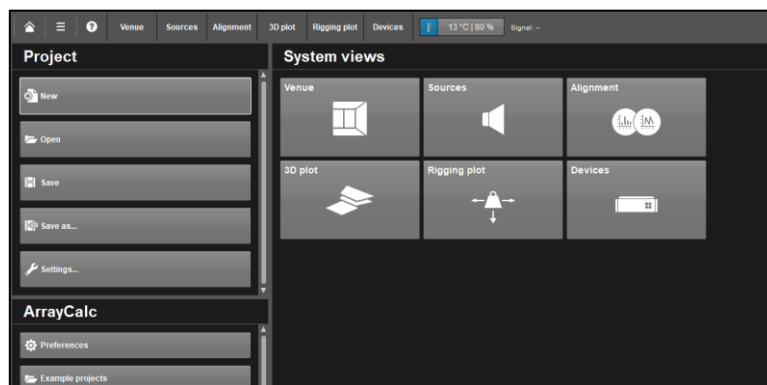 Venue Sources Alignment 3D plot Rigging plot Devices 13 °C | 80 % Signal: --
Project
New
Open
Save
Save as...
Settings...
ArrayCalc
Preferences
Example projects
System views
Venue Sources Alignment
3D plot Rigging plot Devices